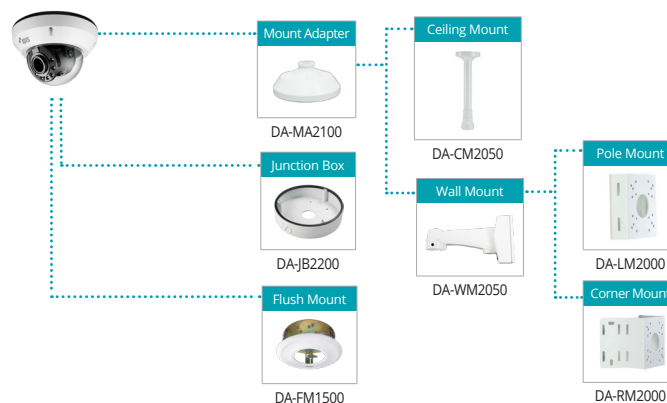 Mount Adapter
DA-MA2100
Ceiling Mount
DA-CM2050
Junction Box
DA-JB2200
Wall Mount
DA-WM2050
Pole Mount
DA-LM2000
Flush Mount
DA-FM1500
Corner Mount
DA-RM2000